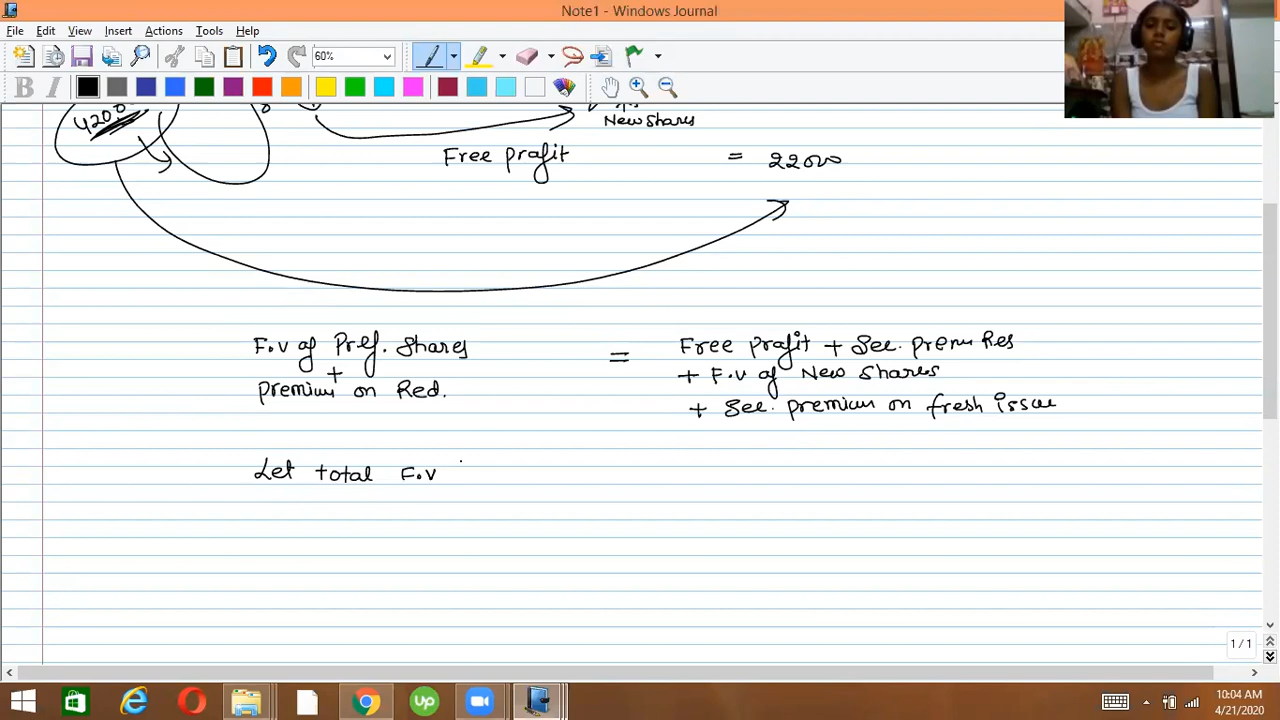 Note1 - Windows Journal
File Edit View Insert Actions Tools Help
60%
4200
New Shares
Free profit = 22000
F.v of Pref. Shares = Free profit + Sec. prem Res
+ + F.v of New Shares
premium on Red. + Sec. premium on fresh issue
Let total F.v
1 / 1
10:04 AM
4/21/2020